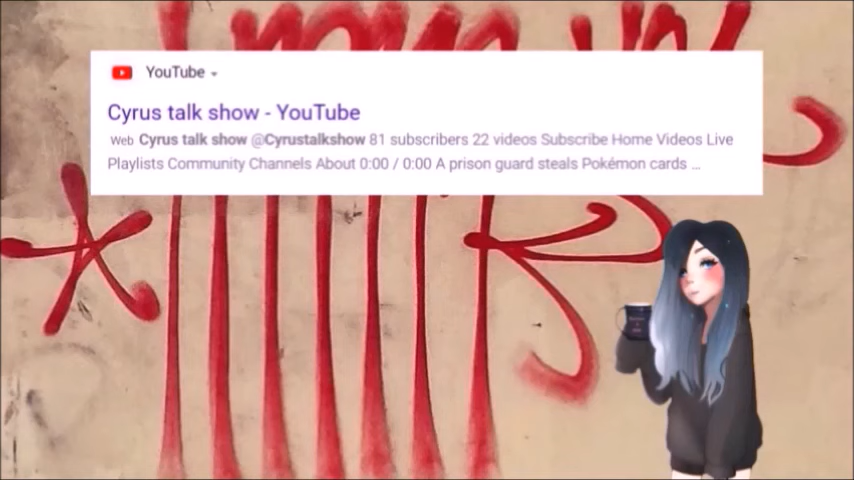 YouTube
Cyrus talk show - YouTube
Web Cyrus talk show @Cyrustalkshow 81 subscribers 22 videos Subscribe Home Videos Live
Playlists Community Channels About 0:00 / 0:00 A prison guard steals Pokémon cards ...